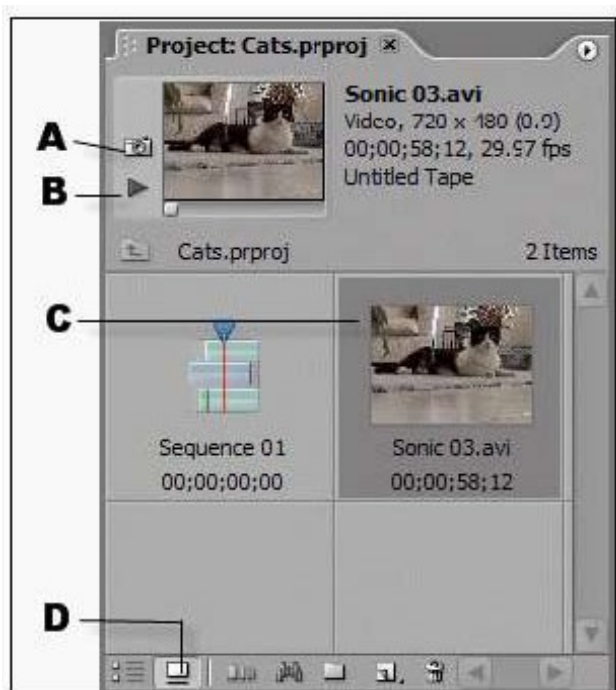 Project: Cats.prproj
Sonic 03.avi
Video, 720 x 480 (0.9)
00;00;58;12, 29.97 fps
Untitled Tape
A
B
Cats.prproj
2 Items
C
Sequence 01
00;00;00;00
Sonic 03.avi
00;00;58;12
D